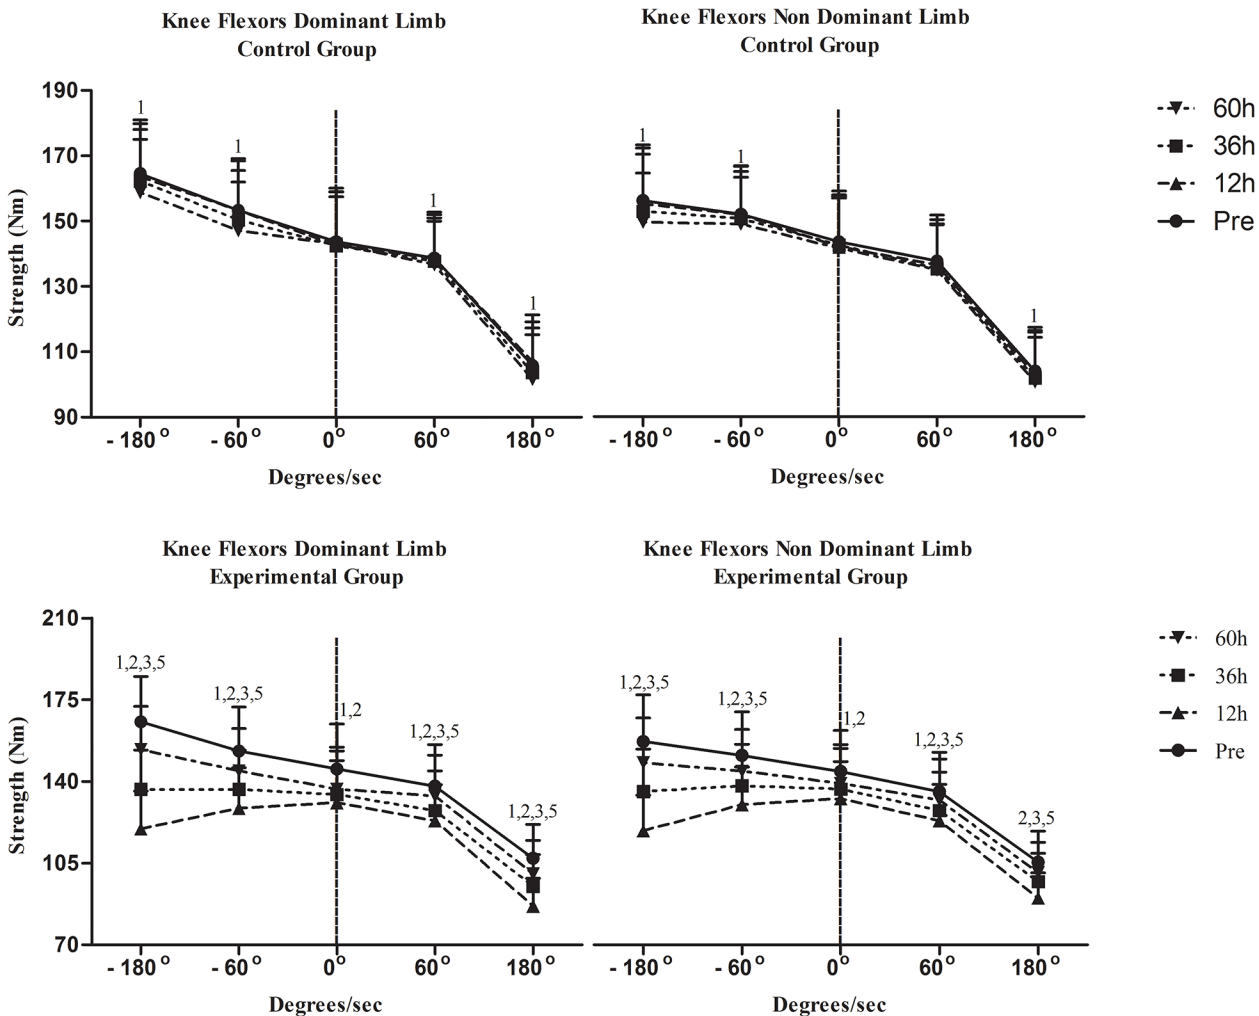 Knee Flexors Dominant Limb
Control Group
Knee Flexors Non Dominant Limb
Control Group
190
170
150
130
110
90
Strength (Nm)
1
1
1
1
- 180°
- 60°
0°
60°
180°
Degrees/sec
1
1
1
- 180°
- 60°
0°
60°
180°
Degrees/sec
60h
36h
12h
Pre
Knee Flexors Dominant Limb
Experimental Group
Knee Flexors Non Dominant Limb
Experimental Group
210
175
140
105
70
Strength (Nm)
1,2,3,5
1,2,3,5
1,2
1,2,3,5
1,2,3,5
- 180°
- 60°
0°
60°
180°
Degrees/sec
1,2,3,5
1,2,3,5
1,2
1,2,3,5
2,3,5
- 180°
- 60°
0°
60°
180°
Degrees/sec
60h
36h
12h
Pre